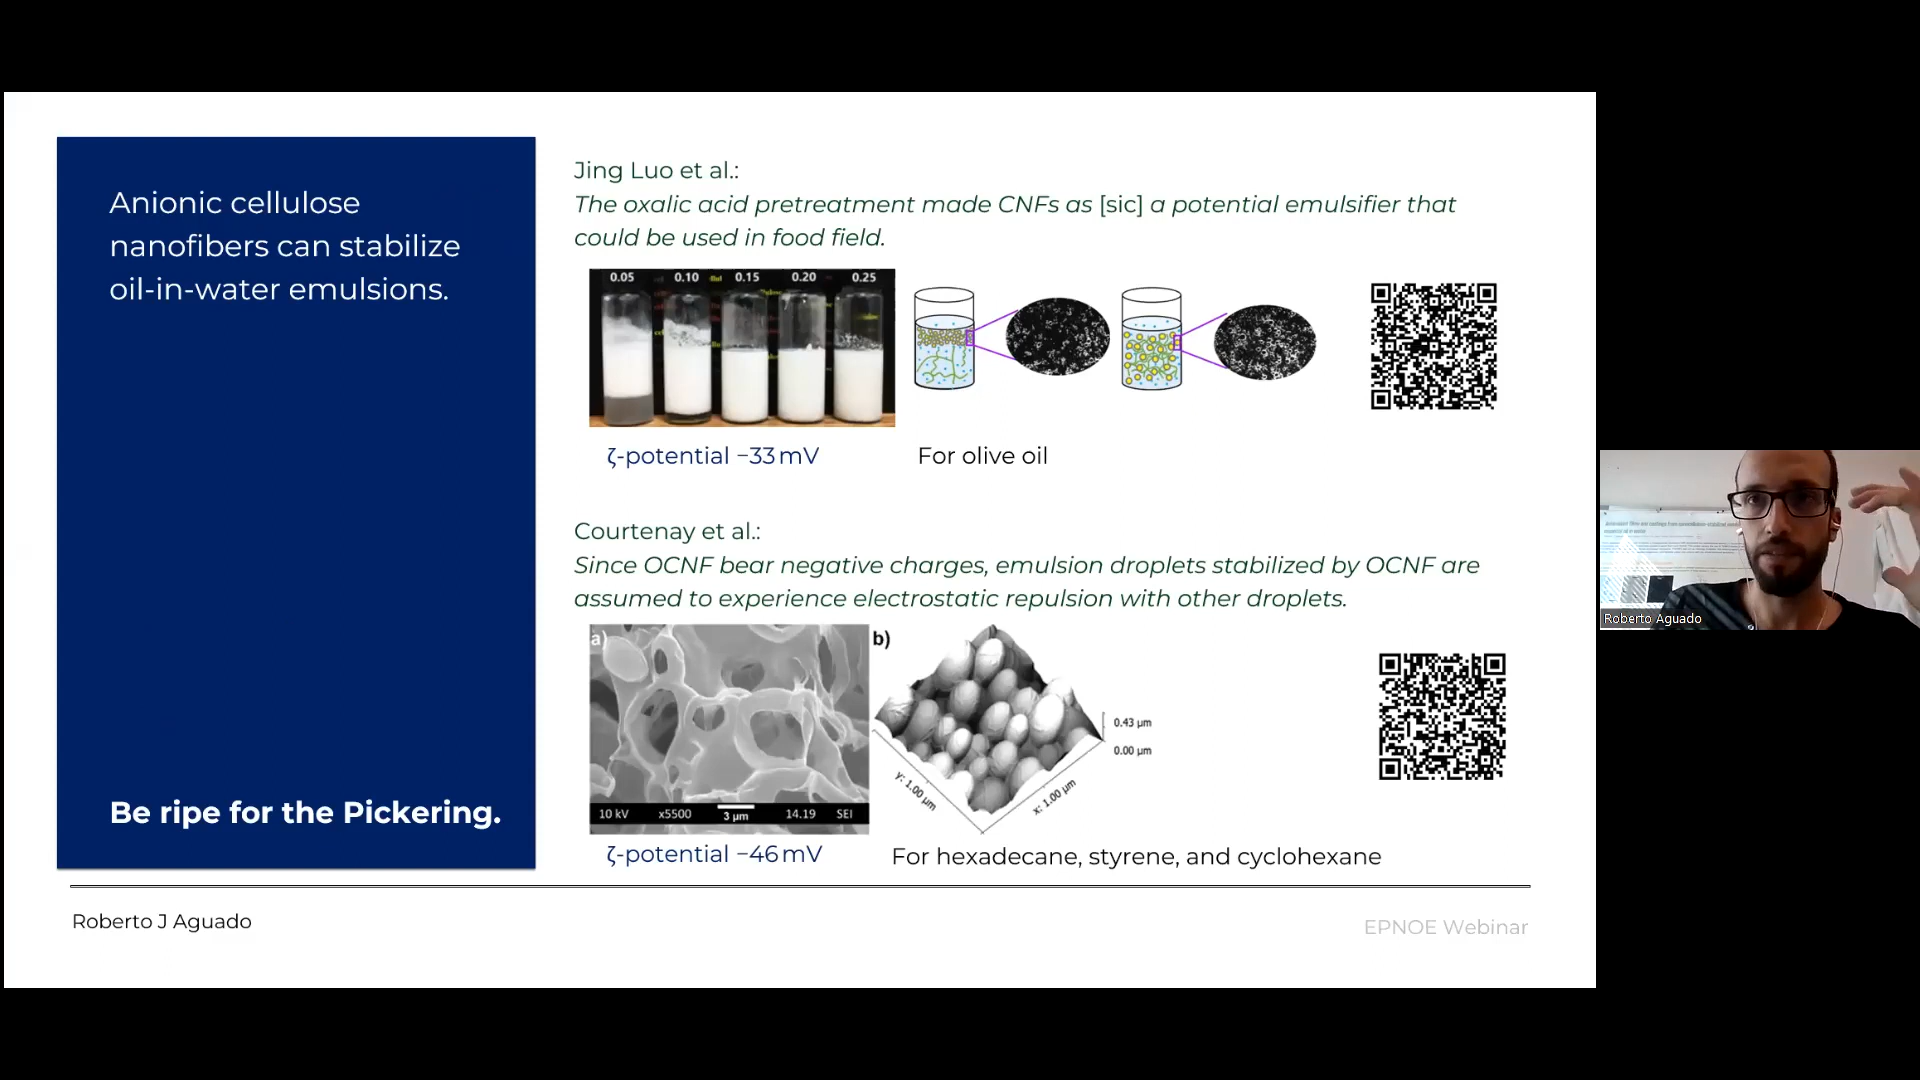 Anionic cellulose
nanofibers can stabilize
oil-in-water emulsions.
Be ripe for the Pickering.
Jing Luo et al.:
The oxalic acid pretreatment made CNFs as [sic] a potential emulsifier that
could be used in food field.
0.05 0.10 0.15 0.20 0.25
ζ-potential −33 mV
For olive oil
Courtenay et al.:
Since OCNF bear negative charges, emulsion droplets stabilized by OCNF are
assumed to experience electrostatic repulsion with other droplets.
a)
10 kV x5500 3 µm 14.19 SEI
b)
0.43 µm
0.00 µm
y: 1.00 µm
x: 1.00 µm
ζ-potential −46 mV
For hexadecane, styrene, and cyclohexane
Roberto J Aguado
EPNOE Webinar
Roberto Aguado